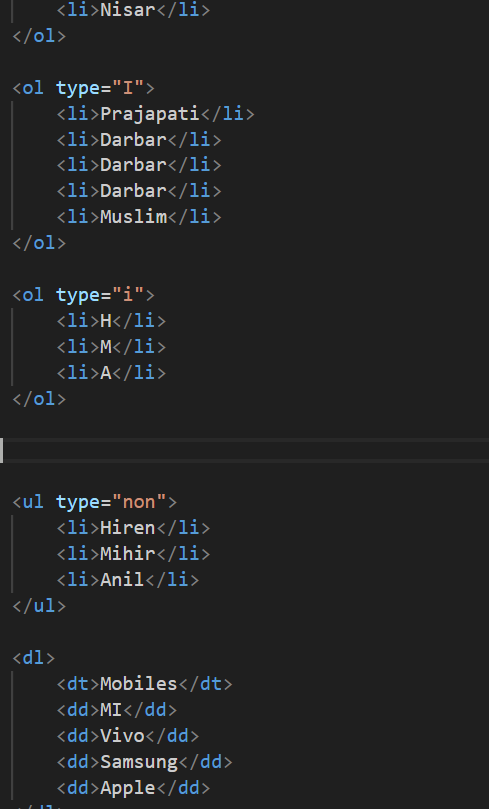 <li>Nisar</li>
</ol>

<ol type="I">
    <li>Prajapati</li>
    <li>Darbar</li>
    <li>Darbar</li>
    <li>Darbar</li>
    <li>Muslim</li>
</ol>

<ol type="i">
    <li>H</li>
    <li>M</li>
    <li>A</li>
</ol>

<ul type="non">
    <li>Hiren</li>
    <li>Mihir</li>
    <li>Anil</li>
</ul>

<dl>
    <dt>Mobiles</dt>
    <dd>MI</dd>
    <dd>Vivo</dd>
    <dd>Samsung</dd>
    <dd>Apple</dd>